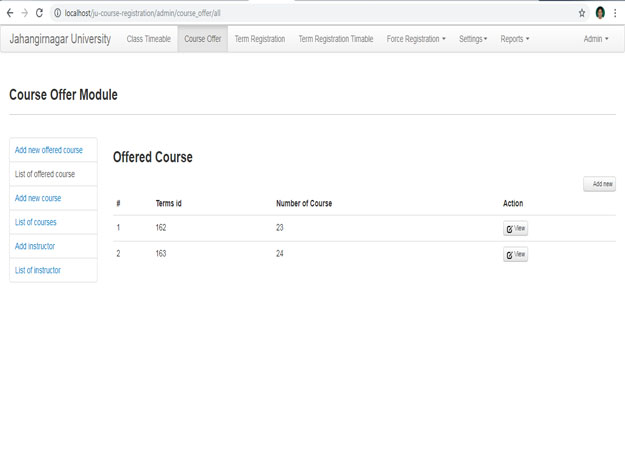 localhost/ju-course-registration/admin/course_offer/all
Jahangirnagar University Class Timeable Course Offer Term Registration Term Registration Timable Force Registration Settings Reports Admin
Course Offer Module
Add new offered course
List of offered course
Add new course
List of courses
Add instructor
List of instructor
Offered Course
Add new
# Terms id Number of Course Action
1 162 23 View
2 163 24 View